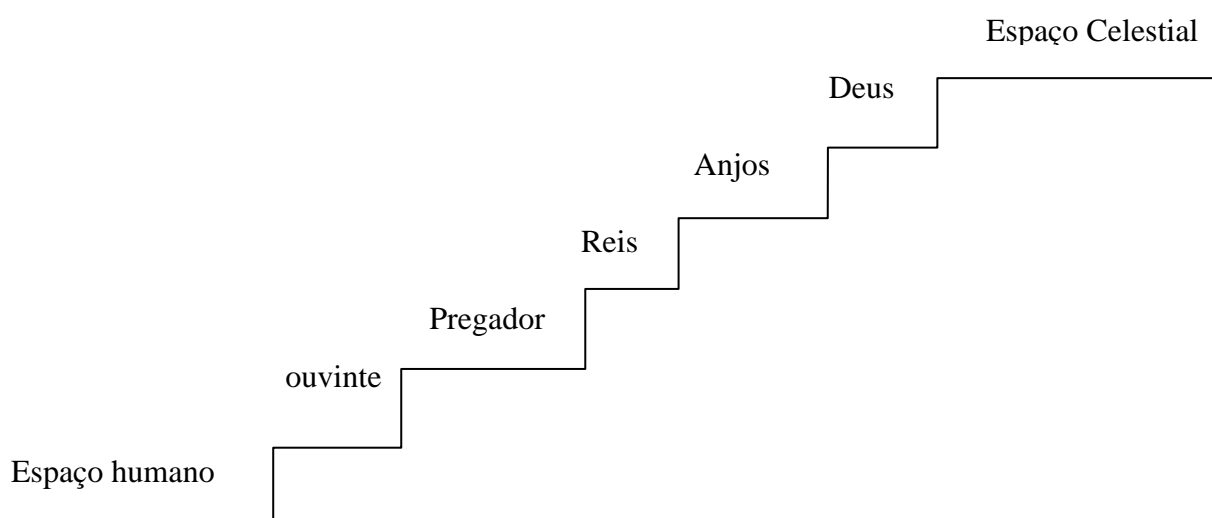 Espaço Celestial
Deus
Anjos
Reis
Pregador
ouvinte
Espaço humano